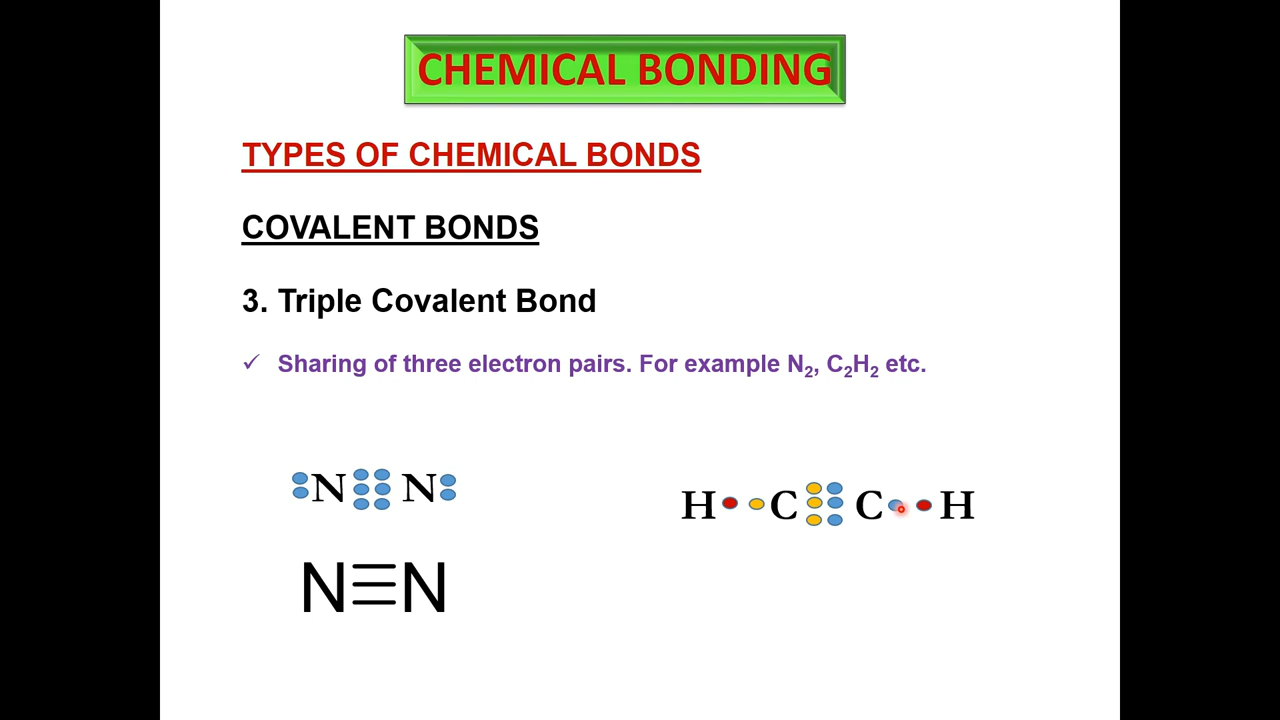 CHEMICAL BONDING
TYPES OF CHEMICAL BONDS
COVALENT BONDS
3. Triple Covalent Bond
✓ Sharing of three electron pairs. For example N₂, C₂H₂ etc.
N N
H C C H
N≡N